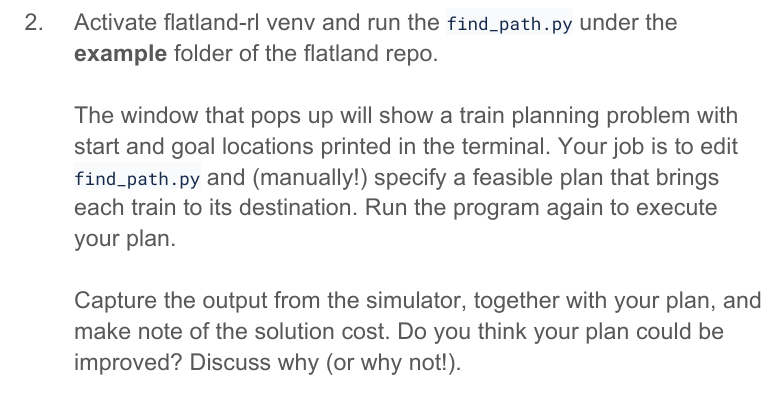 2. Activate flatland-rl venv and run the find_path.py under the
example folder of the flatland repo.
The window that pops up will show a train planning problem with
start and goal locations printed in the terminal. Your job is to edit
find_path.py and (manually!) specify a feasible plan that brings
each train to its destination. Run the program again to execute
your plan.
Capture the output from the simulator, together with your plan, and
make note of the solution cost. Do you think your plan could be
improved? Discuss why (or why not!).